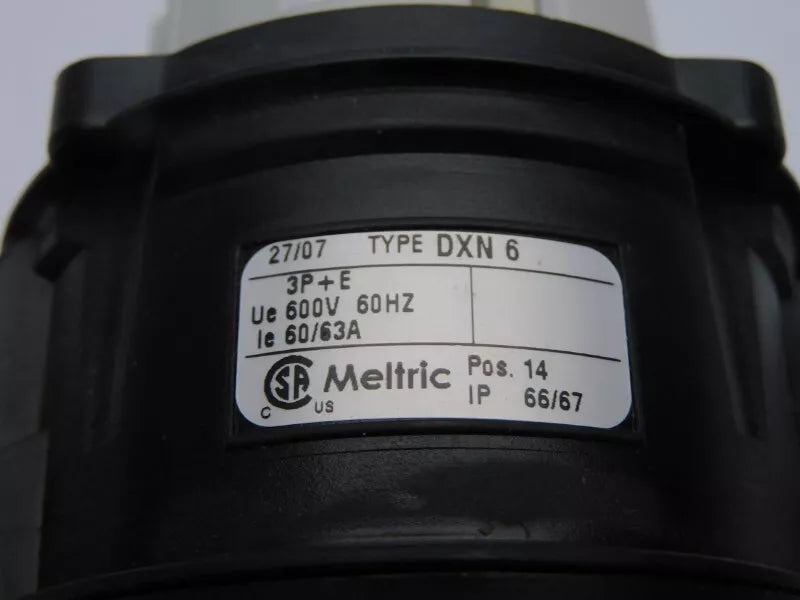 27/07 TYPE DXN 6
3P+E
Ue 600V 60HZ
Ie 60/63A
CSA Meltric Pos. 14
C US IP 66/67